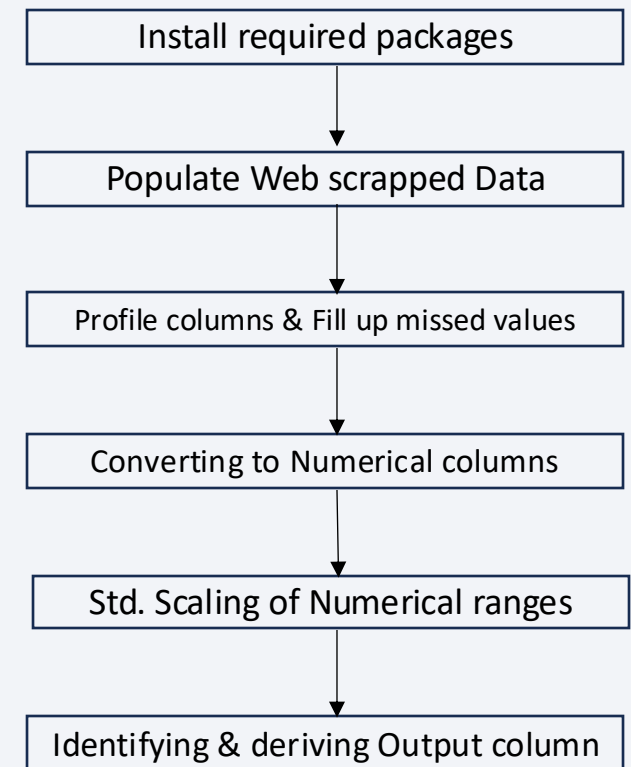 Install required packages
Populate Web scrapped Data
Profile columns & Fill up missed values
Converting to Numerical columns
Std. Scaling of Numerical ranges
Identifying & deriving Output column